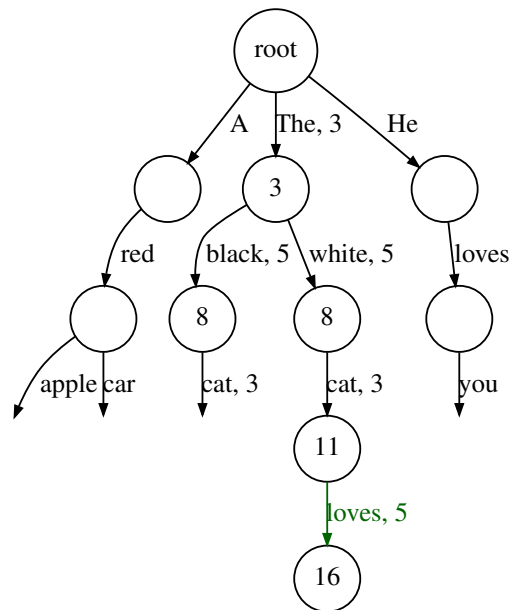 root
A
The, 3
He
3
red
black, 5
white, 5
loves
8
8
apple
car
cat, 3
cat, 3
you
11
loves, 5
16